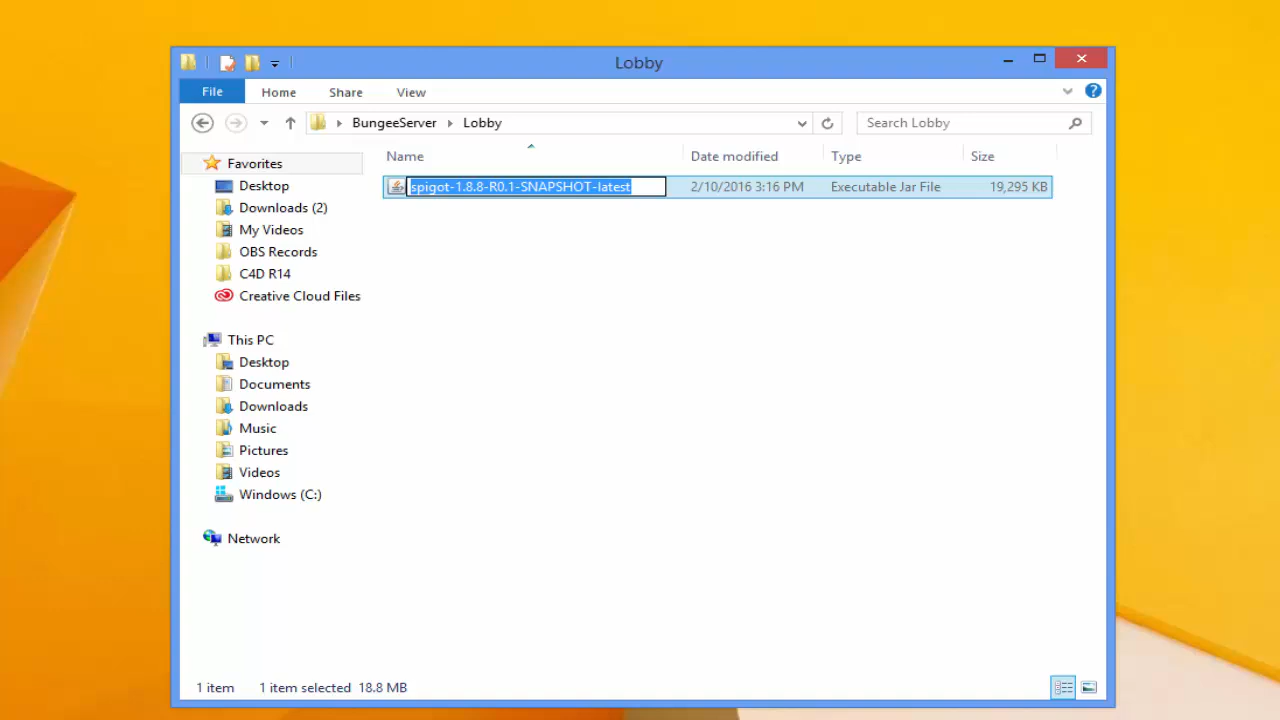 Lobby
File Home Share View
BungeeServer Lobby
Search Lobby
Name Date modified Type Size
spigot-1.8.8-R0.1-SNAPSHOT-latest 2/10/2016 3:16 PM Executable Jar File 19,295 KB
Favorites
Desktop
Downloads (2)
My Videos
OBS Records
C4D R14
Creative Cloud Files
This PC
Desktop
Documents
Downloads
Music
Pictures
Videos
Windows (C:)
Network
1 item 1 item selected 18.8 MB